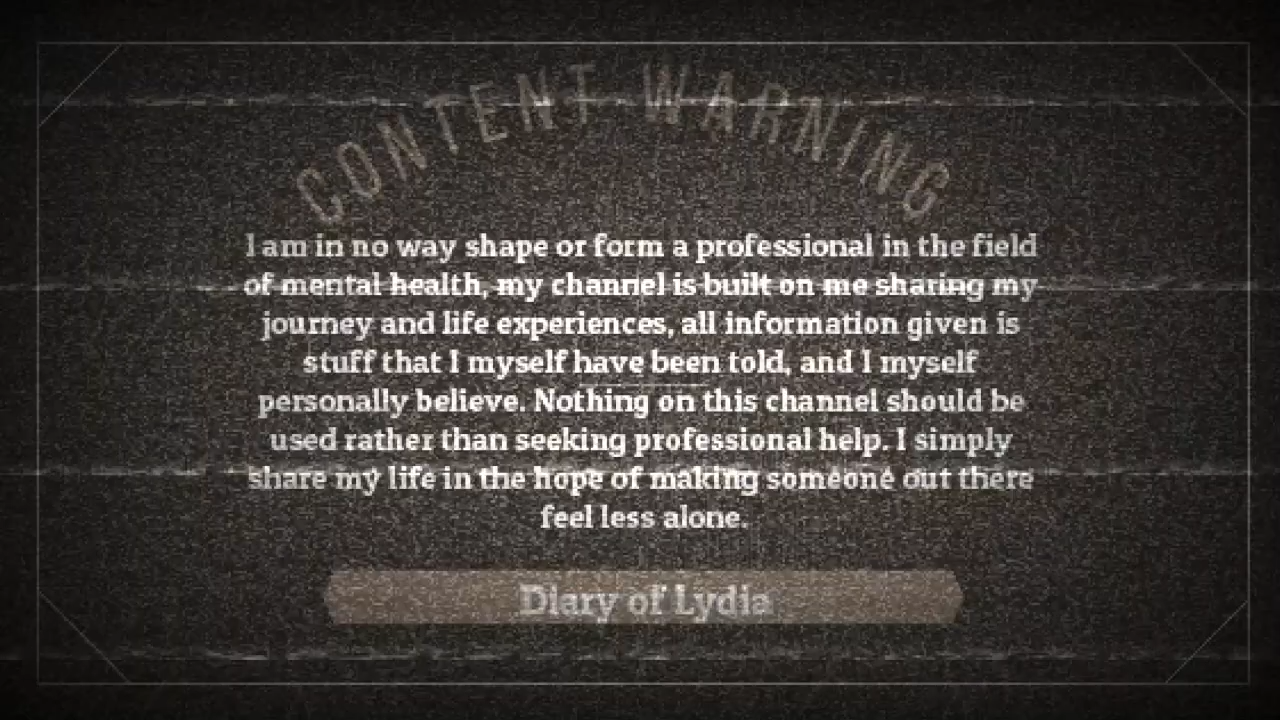 CONTENT WARNING
I am in no way shape or form a professional in the field
of mental health, my channel is built on me sharing my
journey and life experiences, all information given is
stuff that I myself have been told, and I myself
personally believe. Nothing on this channel should be
used rather than seeking professional help. I simply
share my life in the hope of making someone out there
feel less alone.
Diary of Lydia